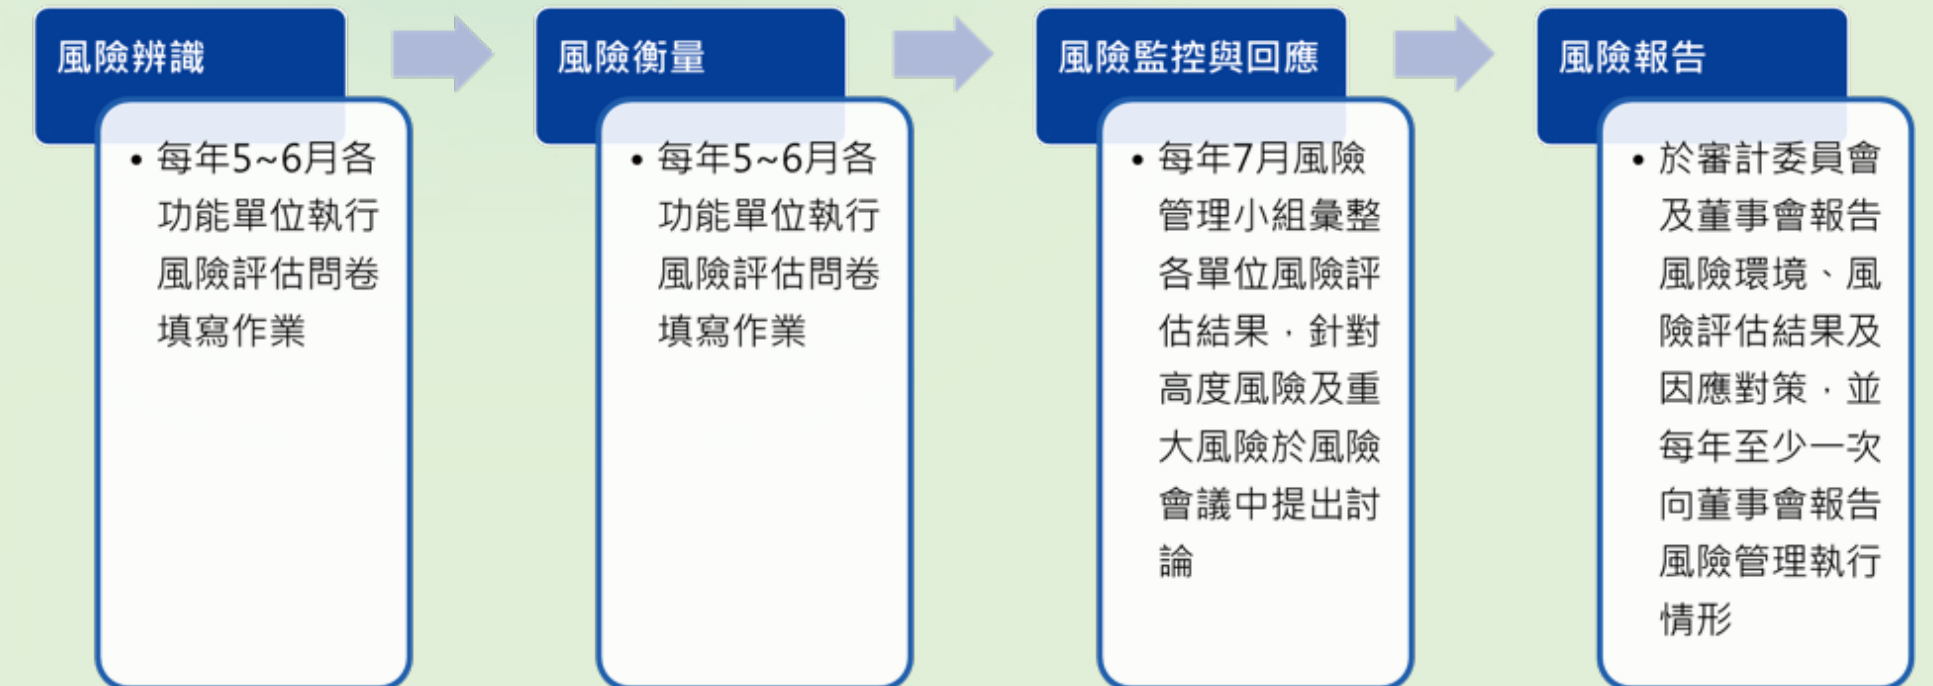 風險辨識
• 每年5~6月各
功能單位執行
風險評估問卷
填寫作業
風險衡量
• 每年5~6月各
功能單位執行
風險評估問卷
填寫作業
風險監控與回應
• 每年7月風險
管理小組彙整
各單位風險評
估結果，針對
高度風險及重
大風險於風險
會議中提出討
論
風險報告
• 於審計委員會
及董事會報告
風險環境、風
險評估結果及
因應對策，並
每年至少一次
向董事會報告
風險管理執行
情形